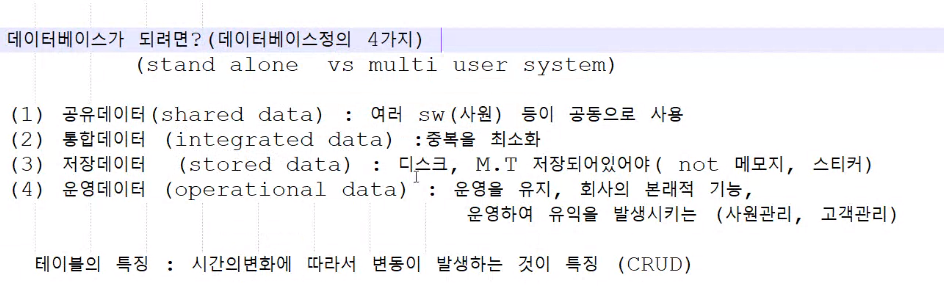 데이터베이스가 되려면?(데이터베이스정의 4가지)
(stand alone vs multi user system)
(1) 공유데이터(shared data) : 여러 sw(사원) 등이 공동으로 사용
(2) 통합데이터 (integrated data) :중복을 최소화
(3) 저장데이터 (stored data) : 디스크, M.T 저장되어있어야( not 메모지, 스티커)
(4) 운영데이터 (operational data) : 운영을 유지, 회사의 본래적 기능,
운영하여 유익을 발생시키는 (사원관리, 고객관리)
테이블의 특징 : 시간의변화에 따라서 변동이 발생하는 것이 특징 (CRUD)